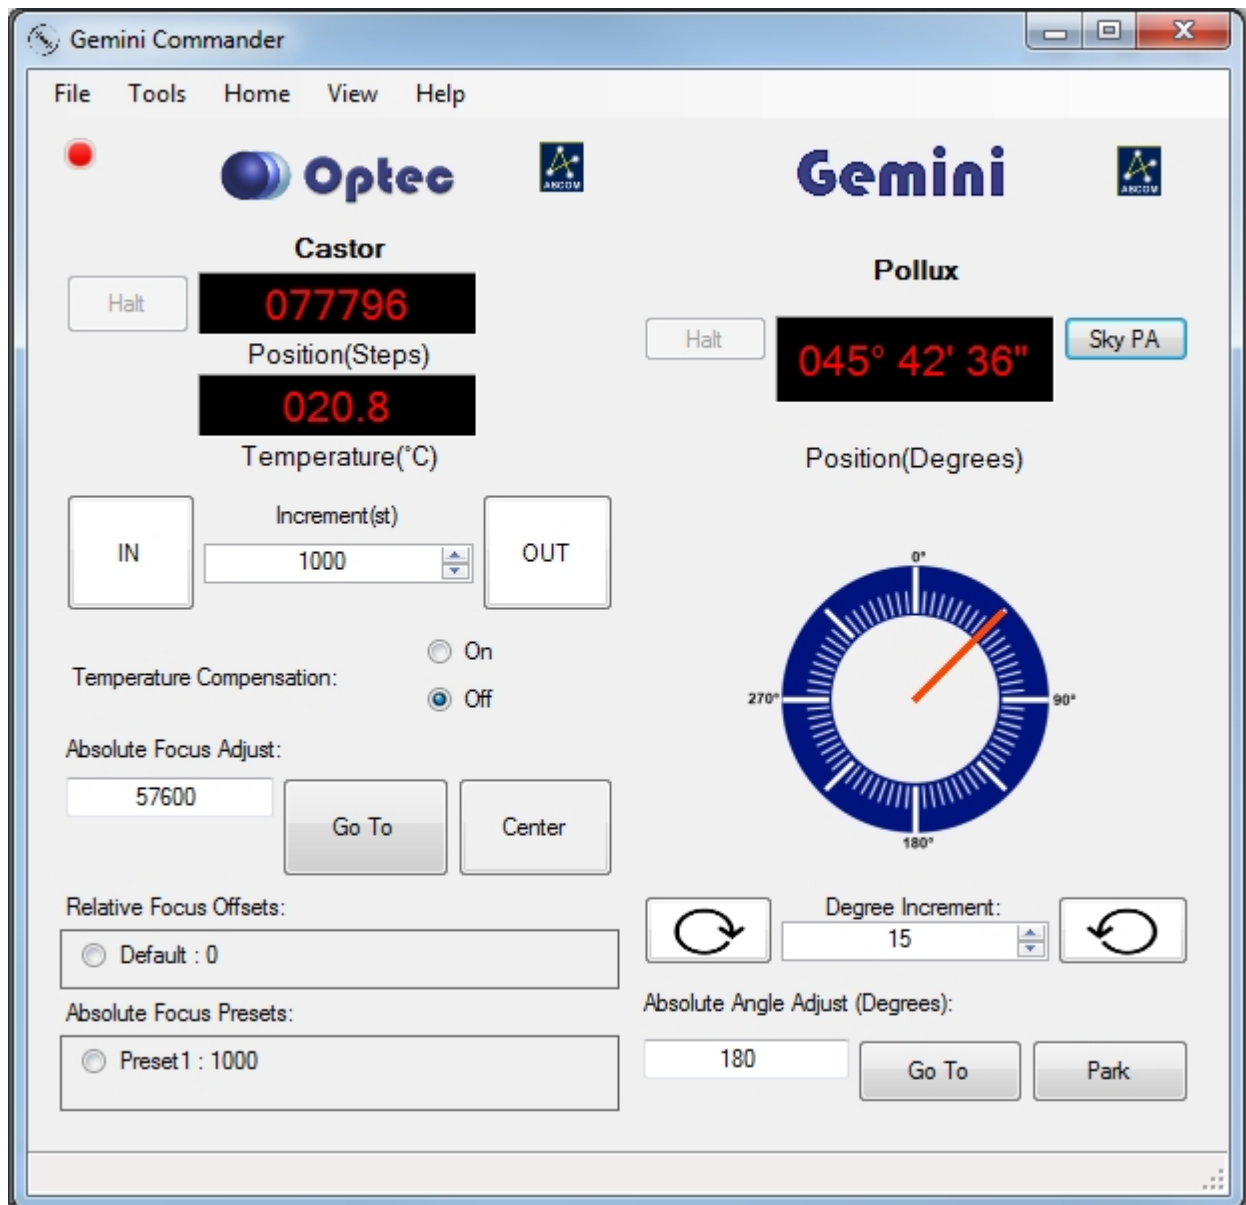 Gemini Commander
File Tools Home View Help
Optec
ASCOM
Gemini
ASCOM
Castor
Halt
077796
Position(Steps)
020.8
Temperature(°C)
Pollux
Halt
045° 42' 36"
Sky PA
Position(Degrees)
IN
Increment(st)
1000
OUT
Temperature Compensation:
On
Off
Absolute Focus Adjust:
57600
Go To
Center
0°
270°
90°
180°
Relative Focus Offsets:
Default : 0
Absolute Focus Presets:
Preset1 : 1000
Degree Increment:
15
Absolute Angle Adjust (Degrees):
180
Go To
Park